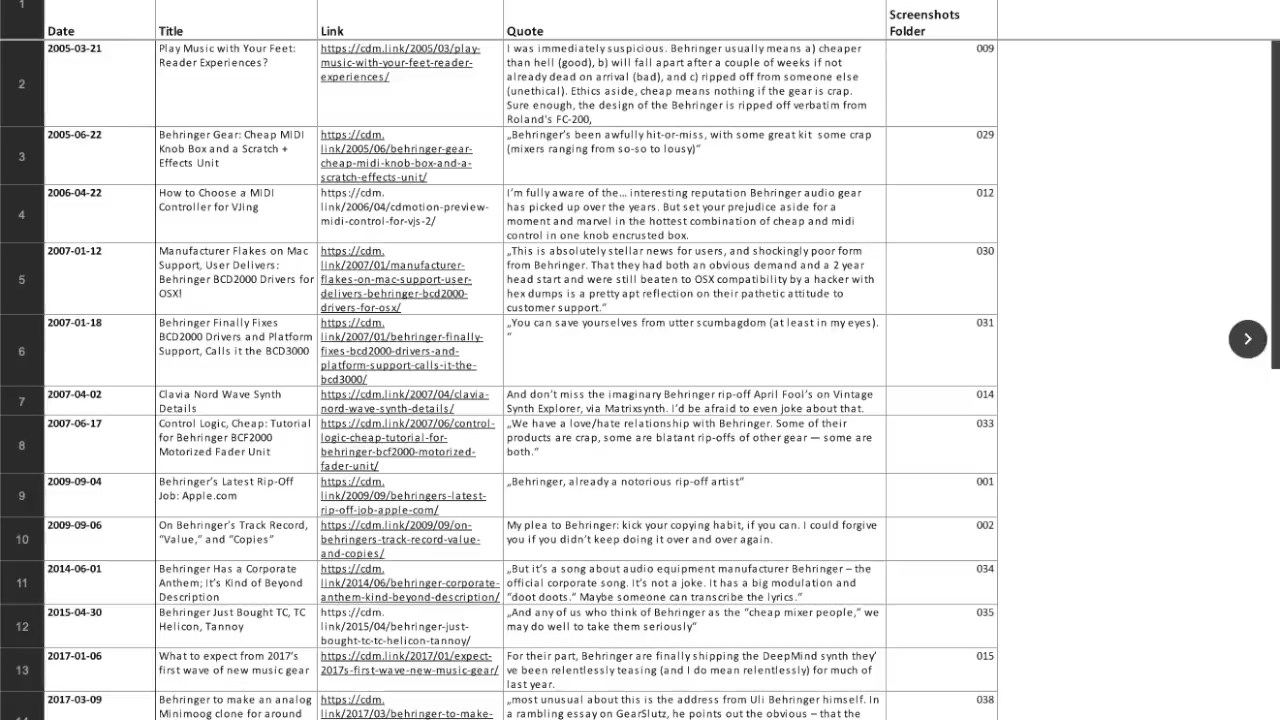 1
Screenshots
Date Title Link Quote Folder
2005-03-21 Play Music with Your Feet: https://cdm.link/2005/03/play- I was immediately suspicious. Behringer usually means a) cheaper 009
Reader Experiences? music-with-your-feet-reader- than hell (good), b) will fall apart after a couple of weeks if not
experiences/ already dead on arrival (bad), and c) ripped off from someone else
2 (unethical). Ethics aside, cheap means nothing if the gear is crap.
Sure enough, the design of the Behringer is ripped off verbatim from
Roland's FC-200,
2005-06-22 Behringer Gear: Cheap MIDI https://cdm. „Behringer’s been awfully hit-or-miss, with some great kit some crap 029
Knob Box and a Scratch + link/2005/06/behringer-gear- (mixers ranging from so-so to lousy)“
3 Effects Unit cheap-midi-knob-box-and-a-
scratch-effects-unit/
2006-04-22 How to Choose a MIDI https://cdm. I’m fully aware of the… interesting reputation Behringer audio gear 012
Controller for VJing link/2006/04/cdmotion-preview- has picked up over the years. But set your prejudice aside for a
4 midi-control-for-vjs-2/ moment and marvel in the hottest combination of cheap and midi
control in one knob encrusted box.
2007-01-12 Manufacturer Flakes on Mac https://cdm. „This is absolutely stellar news for users, and shockingly poor form 030
Support, User Delivers: link/2007/01/manufacturer- from Behringer. That they had both an obvious demand and a 2 year
5 Behringer BCD2000 Drivers for flakes-on-mac-support-user- head start and were still beaten to OSX compatibility by a hacker with
OSX! delivers-behringer-bcd2000- hex dumps is a pretty apt reflection on their pathetic attitude to
drivers-for-osx/ customer support.“
2007-01-18 Behringer Finally Fixes https://cdm. „You can save yourselves from utter scumbagdom (at least in my eyes). 031
BCD2000 Drivers and Platform link/2007/01/behringer-finally- “
6 Support, Calls it the BCD3000 fixes-bcd2000-drivers-and-
platform-support-calls-it-the-
bcd3000/
2007-04-02 Clavia Nord Wave Synth https://cdm.link/2007/04/clavia- And don’t miss the imaginary Behringer rip-off April Fool’s on Vintage 014
7 Details nord-wave-synth-details/ Synth Explorer, via Matrixsynth. I’d be afraid to even joke about that.
2007-06-17 Control Logic, Cheap: Tutorial https://cdm.link/2007/06/control- „We have a love/hate relationship with Behringer. Some of their 033
for Behringer BCF2000 logic-cheap-tutorial-for- products are crap, some are blatant rip-offs of other gear — some are
8 Motorized Fader Unit behringer-bcf2000-motorized- both.“
fader-unit/
2009-09-04 Behringer’s Latest Rip-Off https://cdm. „Behringer, already a notorious rip-off artist“ 001
9 Job: Apple.com link/2009/09/behringers-latest-
rip-off-job-apple-com/
2009-09-06 On Behringer’s Track Record, https://cdm.link/2009/09/on- My plea to Behringer: kick your copying habit, if you can. I could forgive 002
10 “Value,” and “Copies” behringers-track-record-value- you if you didn’t keep doing it over and over again.
and-copies/
2014-06-01 Behringer Has a Corporate https://cdm. „But it’s a song about audio equipment manufacturer Behringer – the 034
11 Anthem; It’s Kind of Beyond link/2014/06/behringer-corporate- official corporate song. It’s not a joke. It has a big modulation and
Description anthem-kind-beyond-description/ “doot doots.” Maybe someone can transcribe the lyrics.“
2015-04-30 Behringer Just Bought TC, TC https://cdm. „And any of us who think of Behringer as the “cheap mixer people,” we 035
12 Helicon, Tannoy link/2015/04/behringer-just- may do well to take them seriously“
bought-tc-tc-helicon-tannoy/
2017-01-06 What to expect from 2017’s https://cdm.link/2017/01/expect- For their part, Behringer are finally shipping the DeepMind synth they’ 015
13 first wave of new music gear 2017s-first-wave-new-music-gear/ ve been relentlessly teasing (and I do mean relentlessly) for much of
last year.
2017-03-09 Behringer to make an analog https://cdm. „most unusual about this is the address from Uli Behringer himself. In 038
Minimoog clone for around link/2017/03/behringer-to-make- a rambling essay on GearSlutz, he points out the obvious – that the